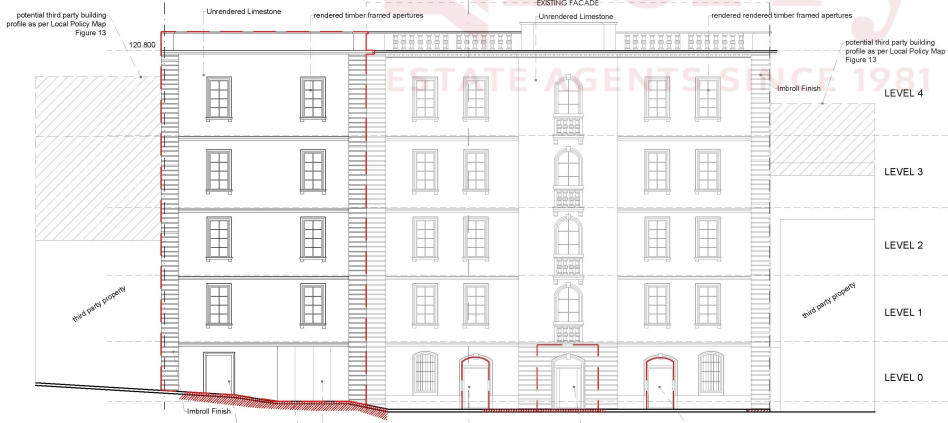 EXISTING FACADE
potential third party building
profile as per Local Policy Map
Figure 13
Unrendered Limestone
rendered timber framed apertures
Unrendered Limestone
rendered rendered timber framed apertures
120.800
potential third party building
profile as per Local Policy Map
Figure 13
ESTATE AGENTS SINCE 1981
Imbroll Finish
LEVEL 4
LEVEL 3
LEVEL 2
third party property
third party property
LEVEL 1
LEVEL 0
Imbroll Finish